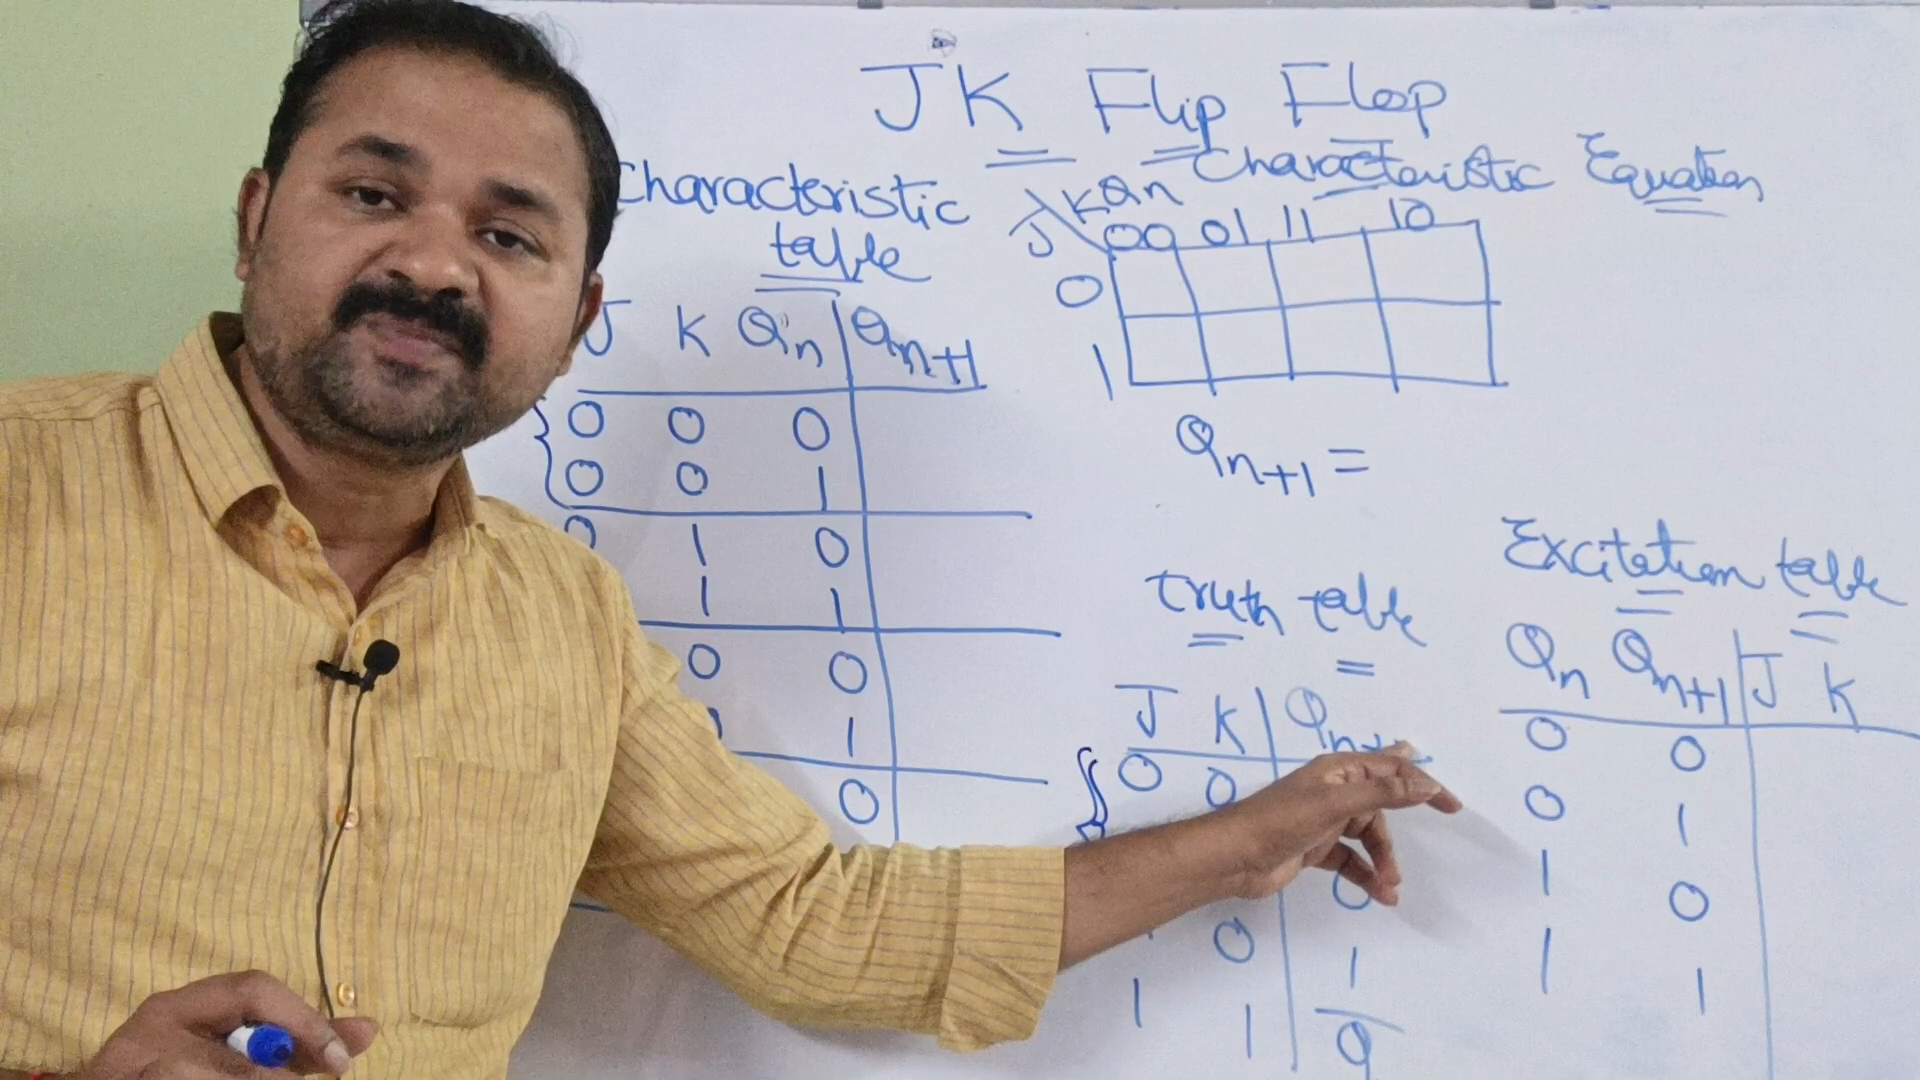 JK Flip Flop
Characteristic
table
J K Qn Qn+1
0 0 0
0 0 1
0 1 0
1 1
0 0
1
0
Characteristic Equation
J KQn
00 01 11 10
0
1
Qn+1 =
truth table
J K Qn+1
0 0
0
0 1
1 1 Q̅
Excitation table
Qn Qn+1 J K
0 0
0 1
1 0
1 1